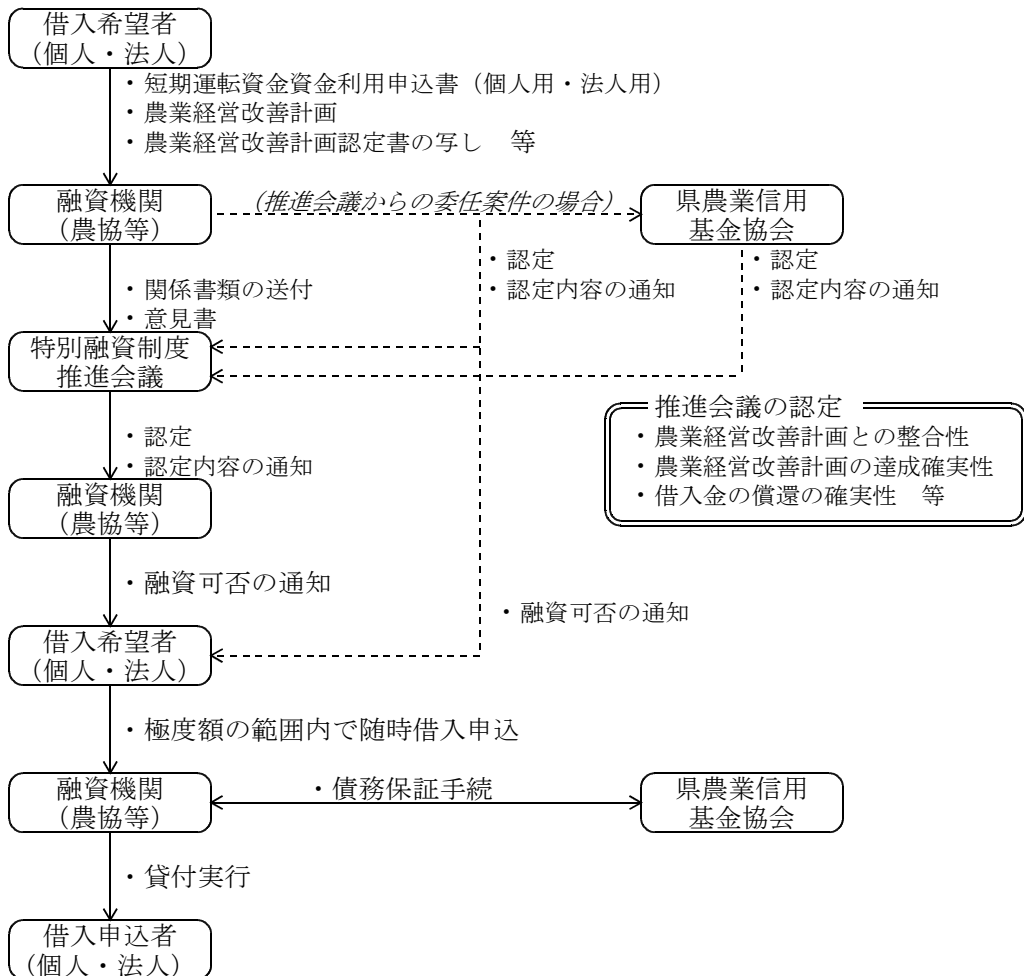 借入希望者
（個人・法人）
・短期運転資金資金利用申込書（個人用・法人用）
・農業経営改善計画
・農業経営改善計画認定書の写し　等
融資機関
（農協等）
（推進会議からの委任案件の場合）
県農業信用
基金協会
・認定
・認定内容の通知
・認定
・認定内容の通知
・関係書類の送付
・意見書
特別融資制度
推進会議
推進会議の認定
・農業経営改善計画との整合性
・農業経営改善計画の達成確実性
・借入金の償還の確実性　等
・認定
・認定内容の通知
融資機関
（農協等）
・融資可否の通知
・融資可否の通知
借入希望者
（個人・法人）
・極度額の範囲内で随時借入申込
融資機関
（農協等）
・債務保証手続
県農業信用
基金協会
・貸付実行
借入申込者
（個人・法人）